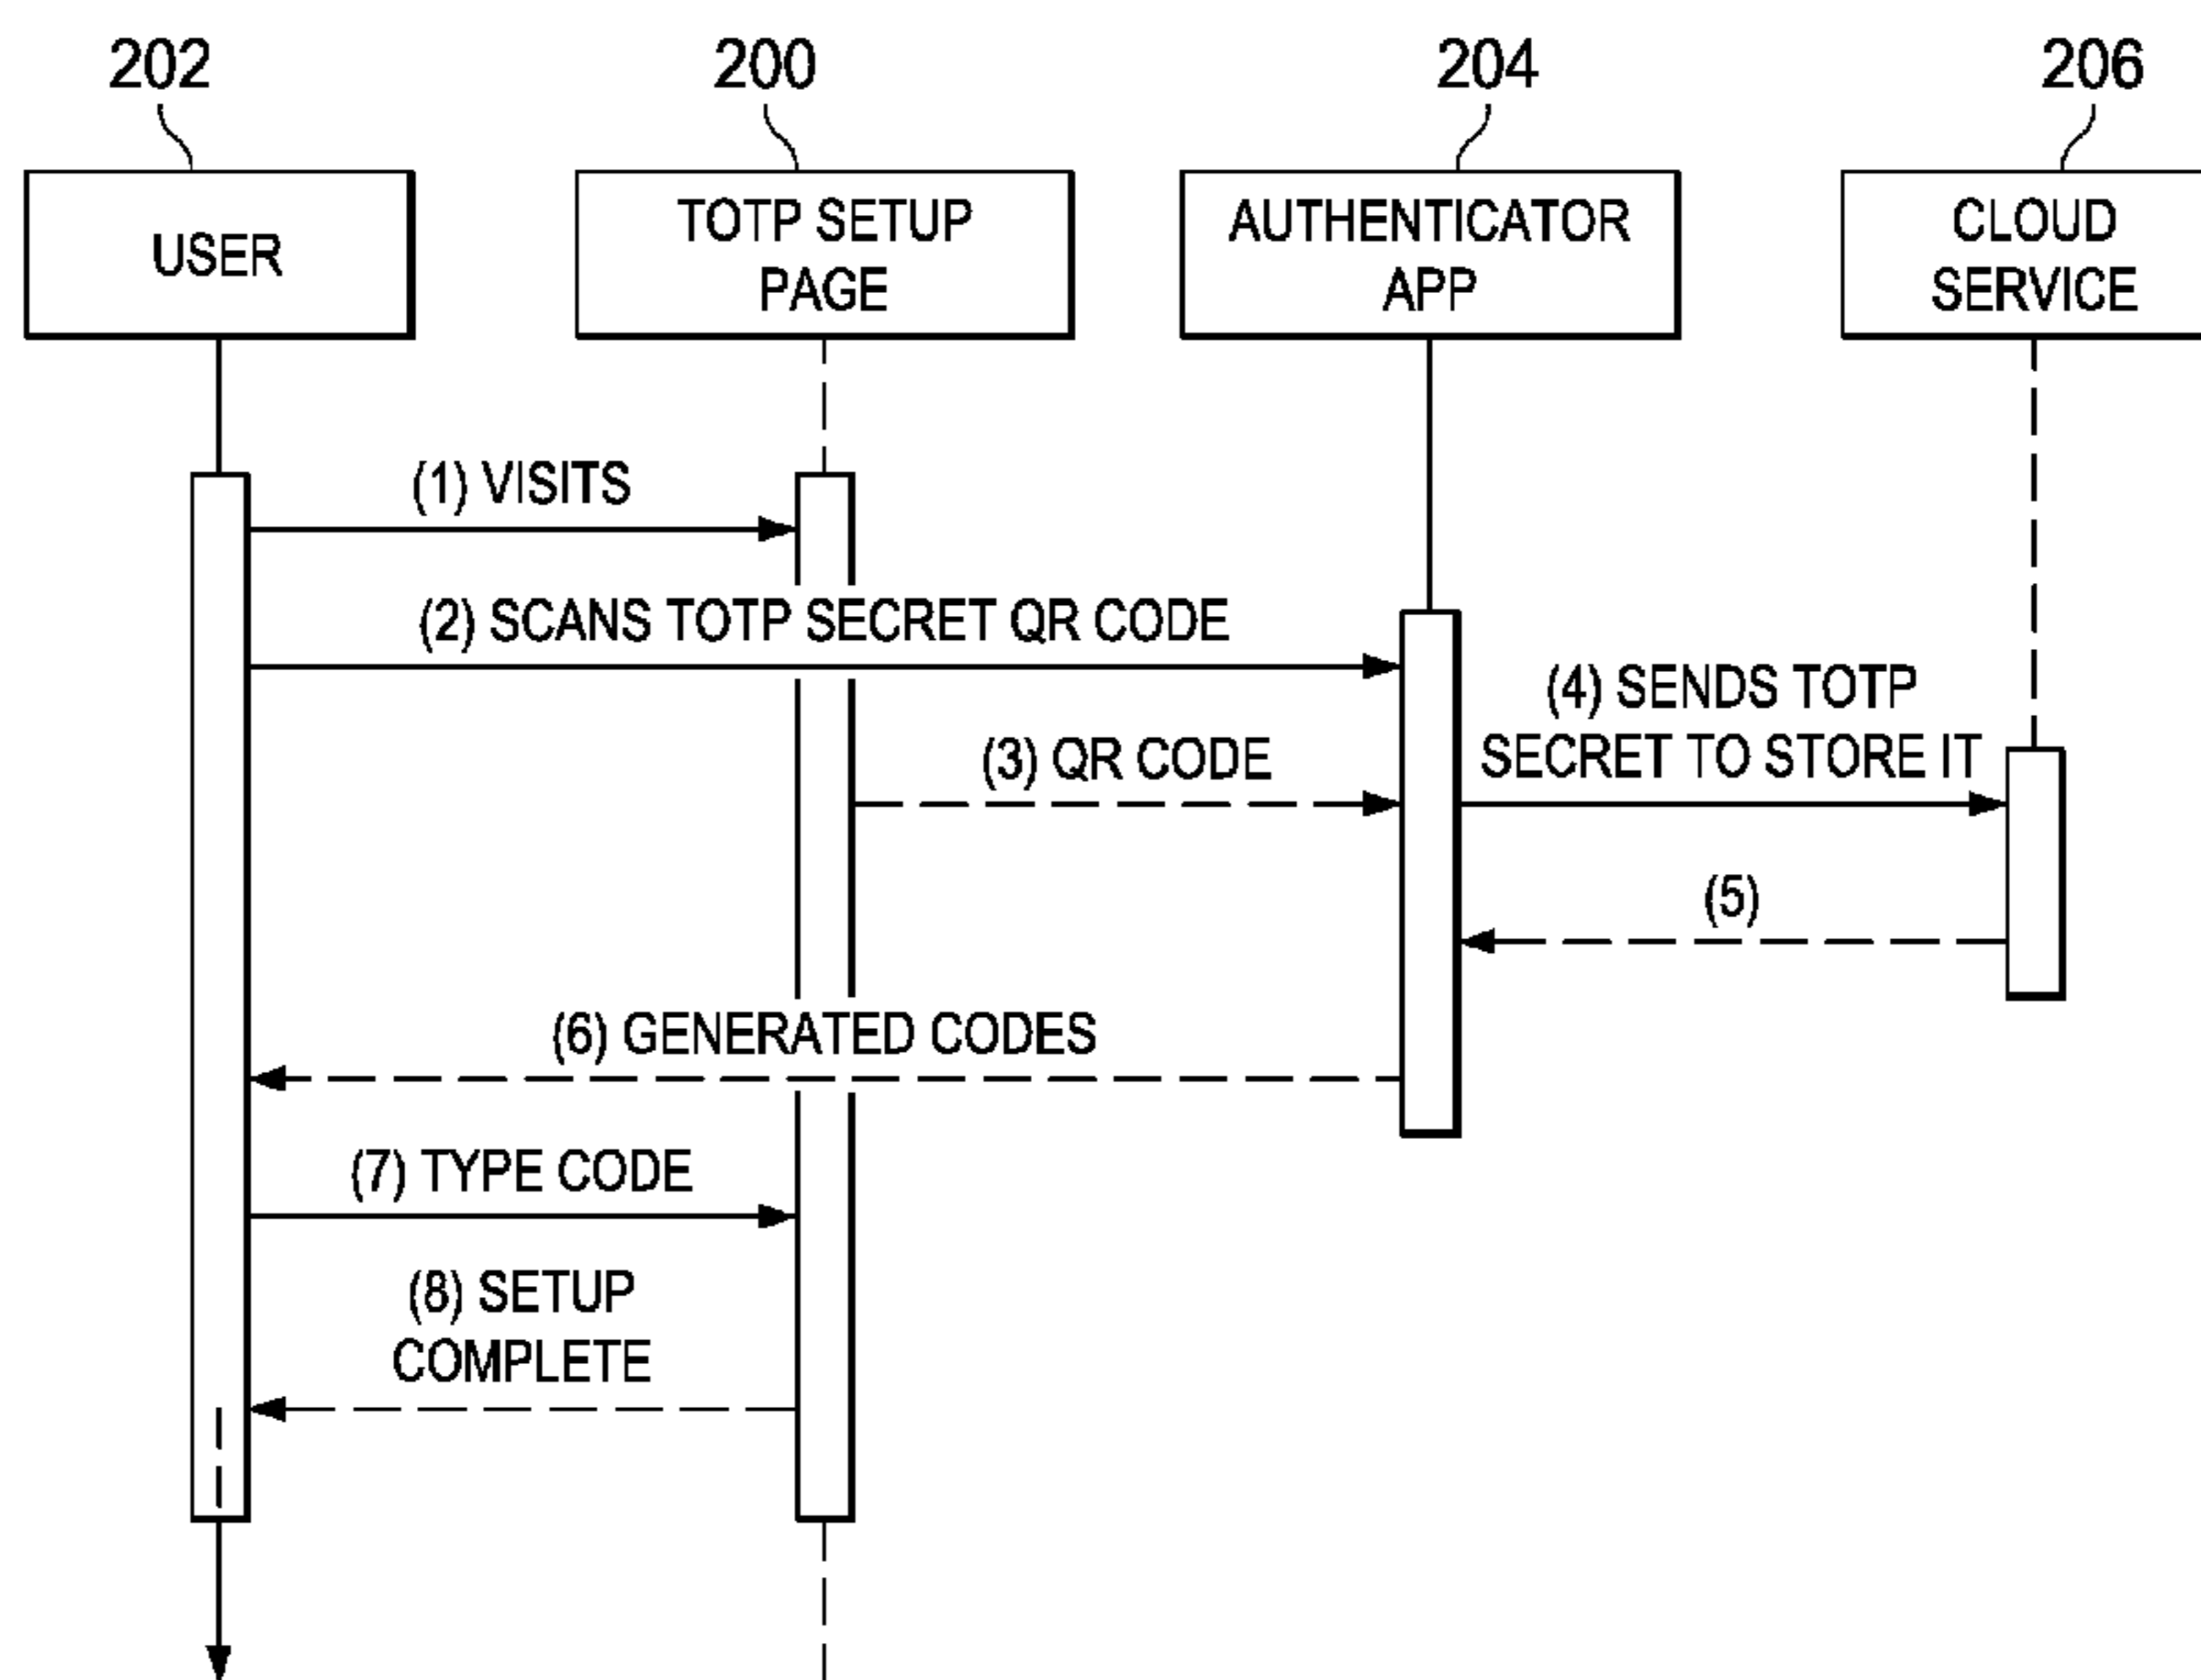 202
200
204
206
USER
TOTP SETUP
PAGE
AUTHENTICATOR
APP
CLOUD
SERVICE
(1) VISITS
(2) SCANS TOTP SECRET QR CODE
(3) QR CODE
(4) SENDS TOTP
SECRET TO STORE IT
(5)
(6) GENERATED CODES
(7) TYPE CODE
(8) SETUP
COMPLETE